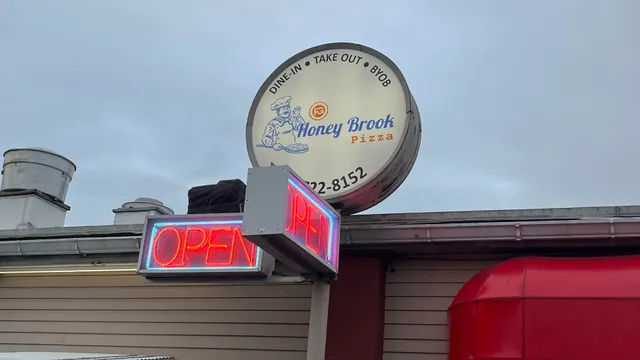 DINE-IN • TAKE OUT • BYOB
Honey Brook
Pizza
22-8152
OPEN
OPEN